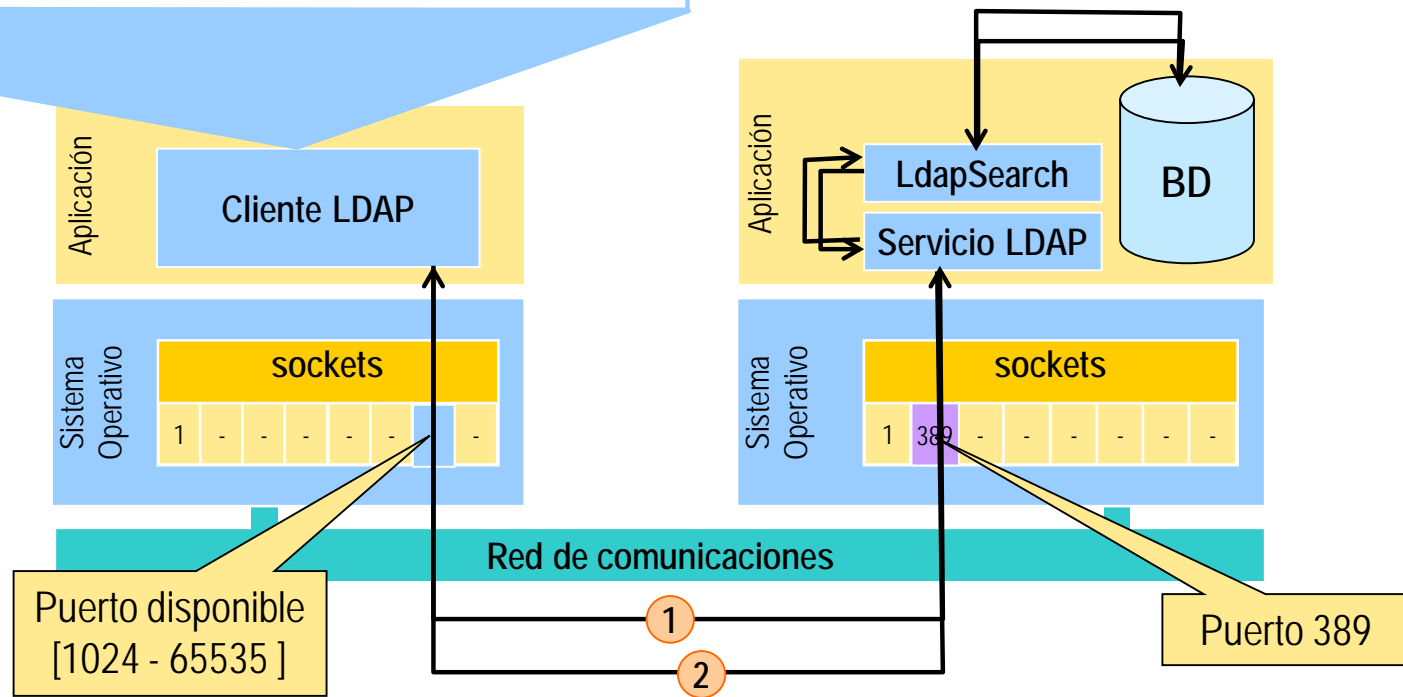 Aplicación
Cliente LDAP
Sistema
Operativo
sockets
1 - - - - - -
Puerto disponible
[1024 - 65535 ]
Aplicación
LdapSearch
Servicio LDAP
BD
Sistema
Operativo
sockets
1 389 - - - - - -
Puerto 389
Red de comunicaciones
1
2